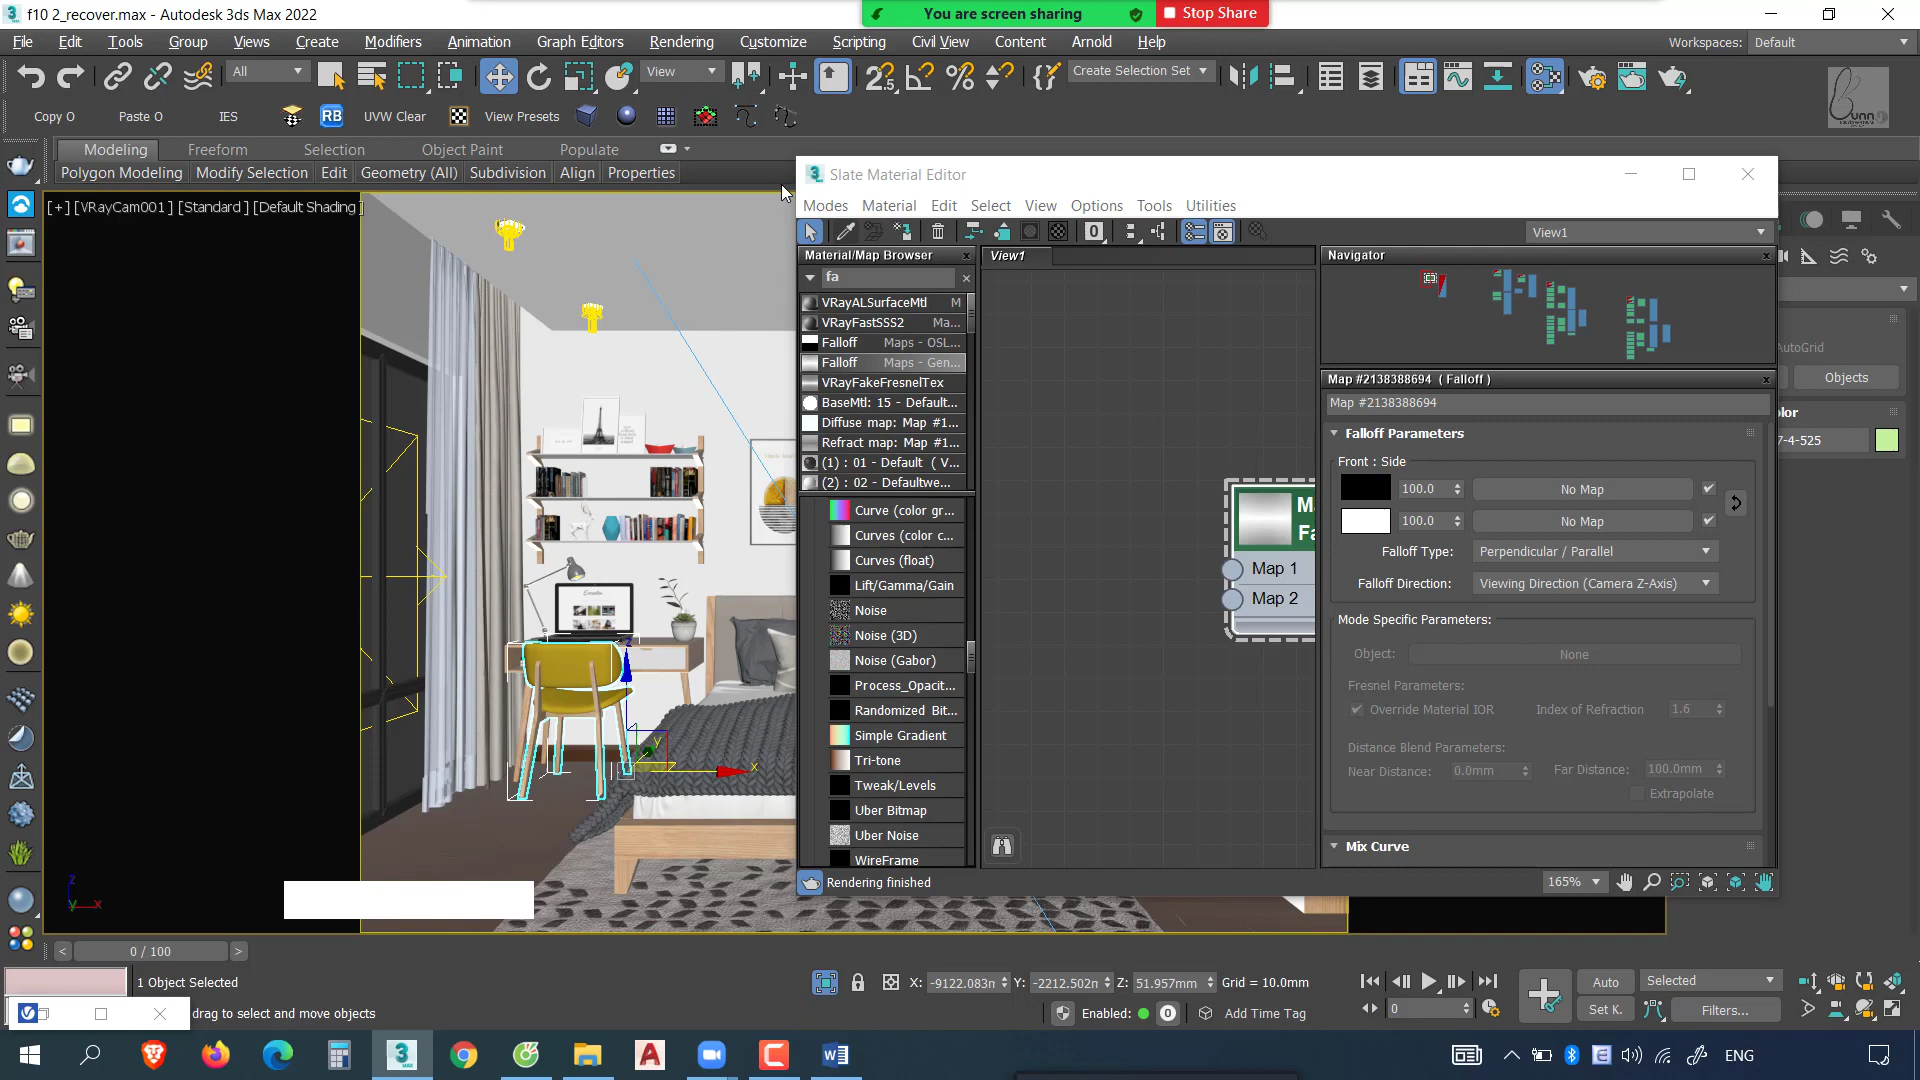 f10 2_recover.max - Autodesk 3ds Max 2022
You are screen sharing
Stop Share
File Edit Tools Group Views Create Modifiers Animation Graph Editors Rendering Customize Scripting Civil View Content Arnold Help
Workspaces: Default
All
View
Create Selection Set
Copy O Paste O IES RB UVW Clear View Presets
Modeling Freeform Selection Object Paint Populate
Polygon Modeling Modify Selection Edit Geometry (All) Subdivision Align Properties
[+] [VRayCam001] [Standard] [Default Shading]
Slate Material Editor
Modes Material Edit Select View Options Tools Utilities
View1
Material/Map Browser
fa
VRayALSurfaceMtl M
VRayFastSSS2 Ma...
Falloff Maps - OSL...
Falloff Maps - Gen...
VRayFakeFresnelTex
BaseMtl: 15 - Default...
Diffuse map: Map #1...
Refract map: Map #1...
(1) : 01 - Default ( V...
(2) : 02 - Defaultwe...
Curve (color gr...
Curves (color c...
Curves (float)
Lift/Gamma/Gain
Noise
Noise (3D)
Noise (Gabor)
Process_Opacit...
Randomized Bit...
Simple Gradient
Tri-tone
Tweak/Levels
Uber Bitmap
Uber Noise
WireFrame
View1
Map 1
Map 2
Navigator
Map #2138388694 ( Falloff )
Map #2138388694
Falloff Parameters
Front : Side
100.0 No Map
100.0 No Map
Falloff Type: Perpendicular / Parallel
Falloff Direction: Viewing Direction (Camera Z-Axis)
Mode Specific Parameters:
Object: None
Fresnel Parameters:
Override Material IOR Index of Refraction 1.6
Distance Blend Parameters:
Near Distance: 0.0mm Far Distance: 100.0mm
Extrapolate
Mix Curve
Rendering finished
165%
AutoGrid
Objects
olor
7-4-525
0 / 100
1 Object Selected
drag to select and move objects
X: -9122.083m Y: -2212.502m Z: 51.957mm Grid = 10.0mm
Enabled: 0 Add Time Tag
0
Auto Selected
Set K. Filters...
ENG